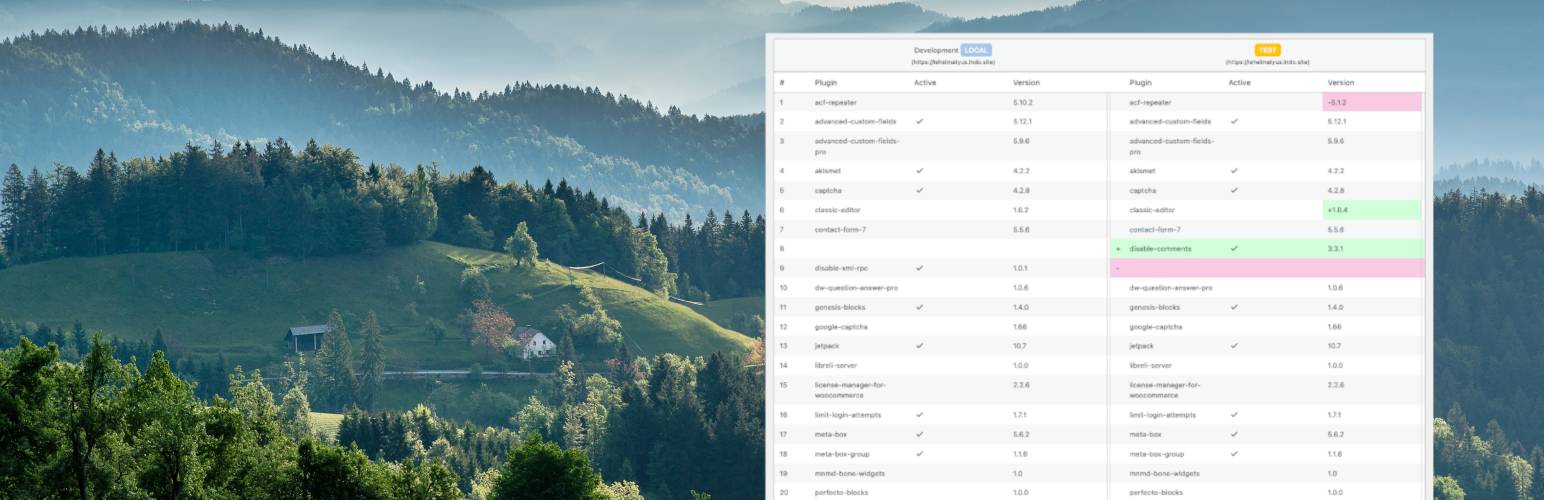 Development LOCAL TEST
(https://lehelmatyus.lndo.site) (https://lehelmatyus.lndo.site)
# Plugin Active Version Plugin Active Version
1 acf-repeater 5.10.2 acf-repeater -5.1.2
2 advanced-custom-fields ✓ 5.12.1 advanced-custom-fields ✓ 5.12.1
3 advanced-custom-fields- 5.9.6 advanced-custom-fields- 5.9.6
pro pro
4 akismet ✓ 4.2.2 akismet ✓ 4.2.2
5 captcha ✓ 4.2.8 captcha ✓ 4.2.8
6 classic-editor 1.6.2 classic-editor +1.6.4
7 contact-form-7 5.5.6 contact-form-7 5.5.6
8 + disable-comments ✓ 3.3.1
9 disable-xml-rpc ✓ 1.0.1 -
10 dw-question-answer-pro 1.0.6 dw-question-answer-pro 1.0.6
11 genesis-blocks ✓ 1.4.0 genesis-blocks ✓ 1.4.0
12 google-captcha 1.66 google-captcha 1.66
13 jetpack ✓ 10.7 jetpack ✓ 10.7
14 libreli-server 1.0.0 libreli-server 1.0.0
15 license-manager-for- 2.2.6 license-manager-for- 2.2.6
woocommerce woocommerce
16 limit-login-attempts ✓ 1.7.1 limit-login-attempts ✓ 1.7.1
17 meta-box ✓ 5.6.2 meta-box ✓ 5.6.2
18 meta-box-group ✓ 1.1.6 meta-box-group ✓ 1.1.6
19 mnmd-bone-widgets 1.0 mnmd-bone-widgets 1.0
20 perfecto-blocks 1.0.0 perfecto-blocks 1.0.0